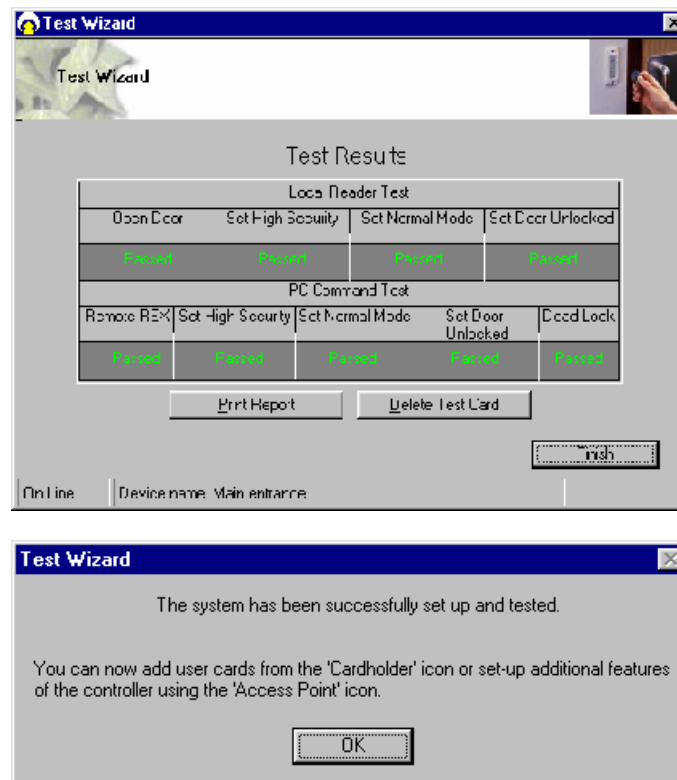 Test Wizard
Test Wizard
Test Results
Local Reader Test
Open Door Set High Security Set Normal Mode Set Door Unlocked
Passed Passed Passed Passed
PC Command Test
Remote REX Set High Security Set Normal Mode Set Door Unlocked Dead Lock
Passed Passed Passed Passed Passed
Print Report Delete Test Card
Finish
On Line Device name: Main entrance
Test Wizard
The system has been successfully set up and tested.
You can now add user cards from the 'Cardholder' icon or set-up additional features
of the controller using the 'Access Point' icon.
OK